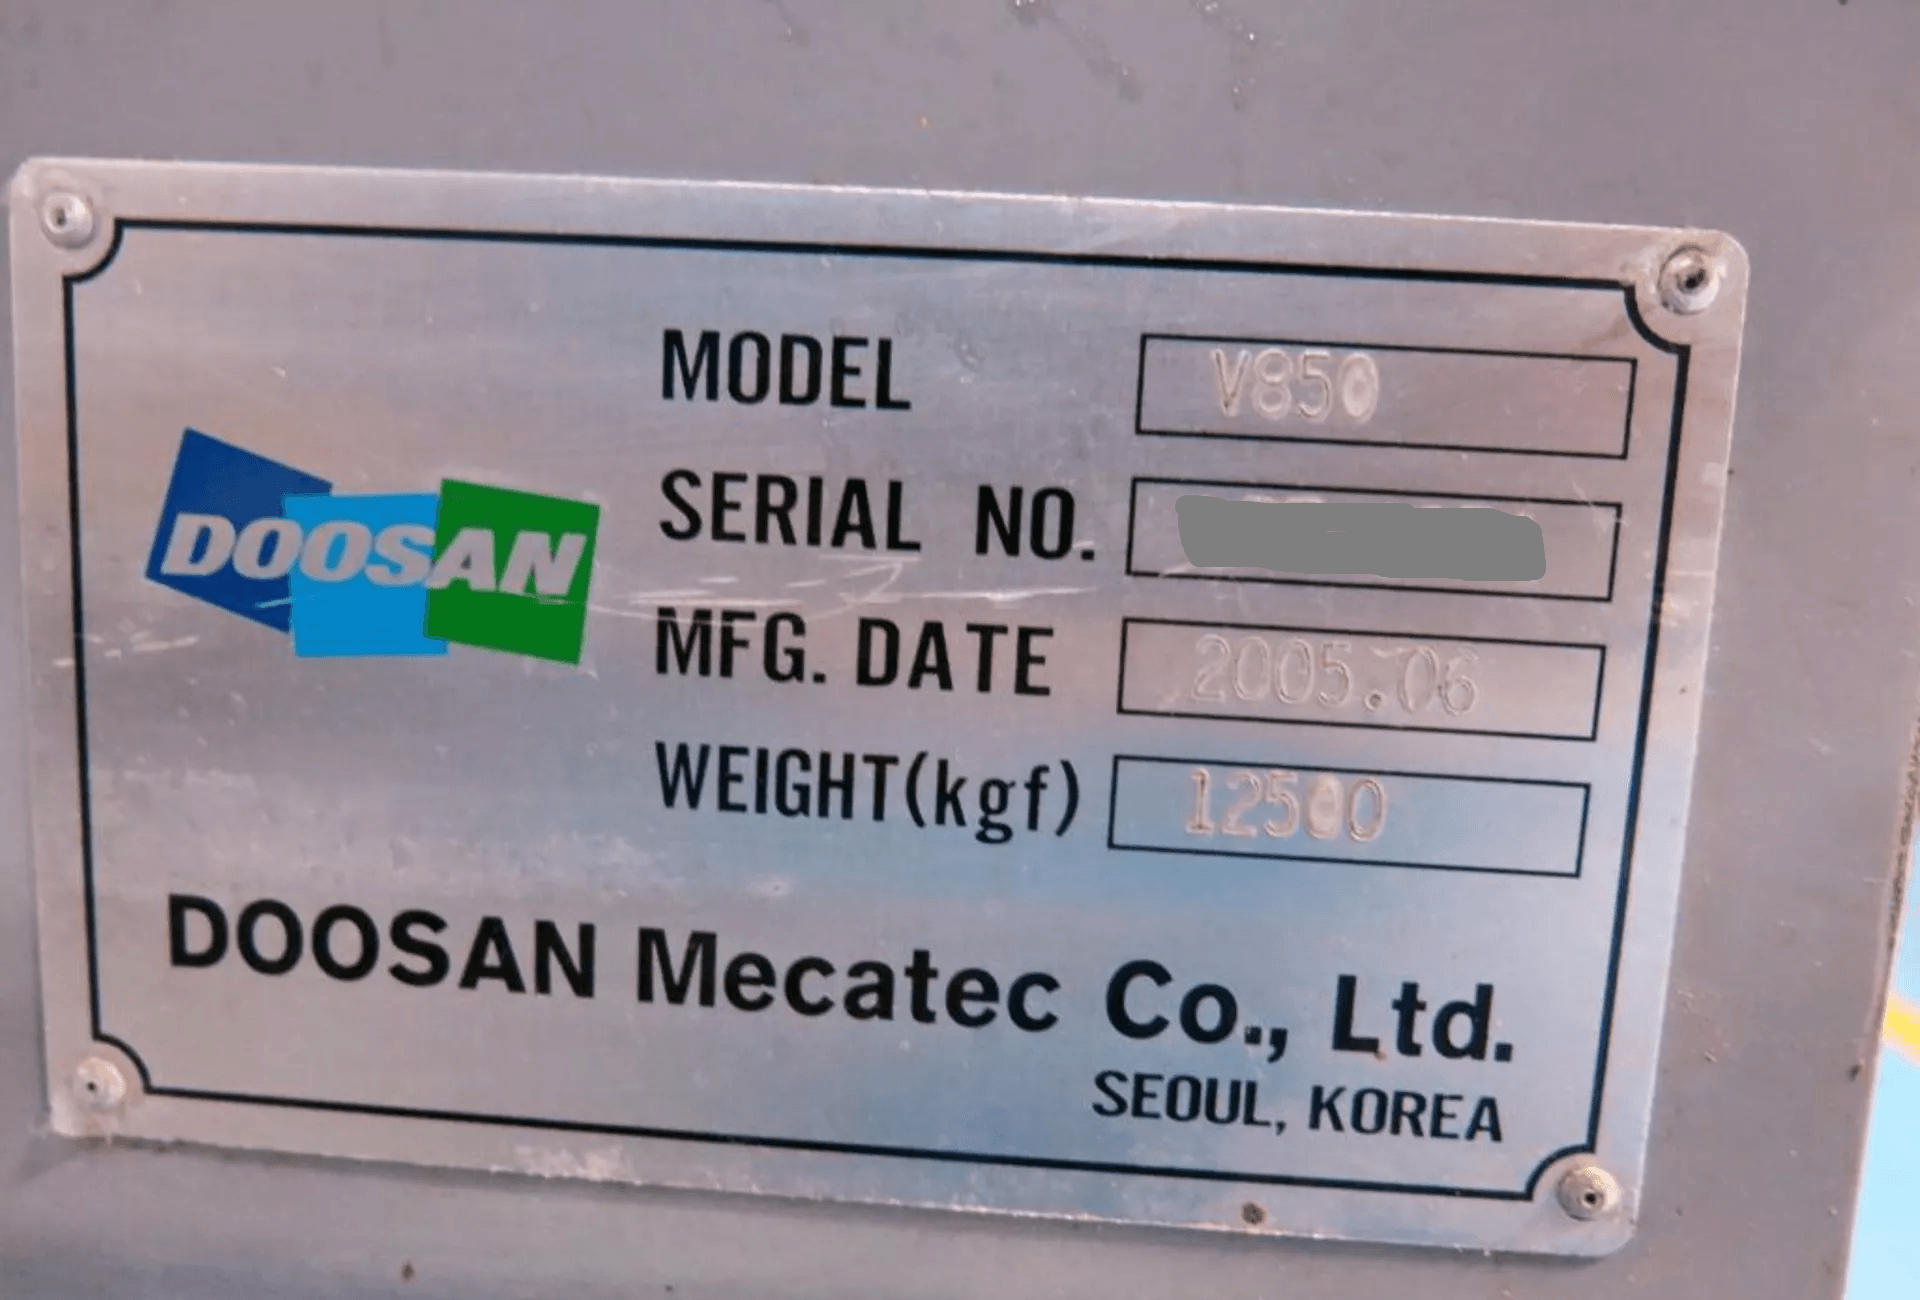 DOOSAN
MODEL V850
SERIAL NO.
MFG. DATE 2005.06
WEIGHT(kgf) 12500
DOOSAN Mecatec Co., Ltd.
SEOUL, KOREA